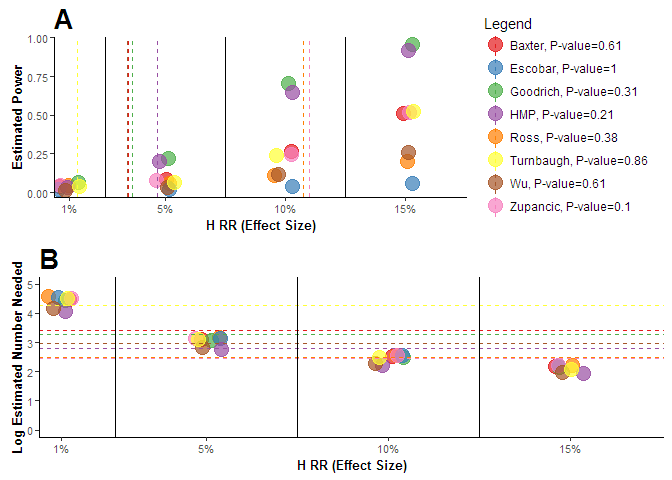 A
Legend
Baxter, P-value=0.61
Escobar, P-value=1
Goodrich, P-value=0.31
HMP, P-value=0.21
Ross, P-value=0.38
Turnbaugh, P-value=0.86
Wu, P-value=0.61
Zupancic, P-value=0.1
Estimated Power
1.00
0.75
0.50
0.25
0.00
1%
5%
10%
15%
H RR (Effect Size)
B
Log Estimated Number Needed
5
4
3
2
1
0
1%
5%
10%
15%
H RR (Effect Size)